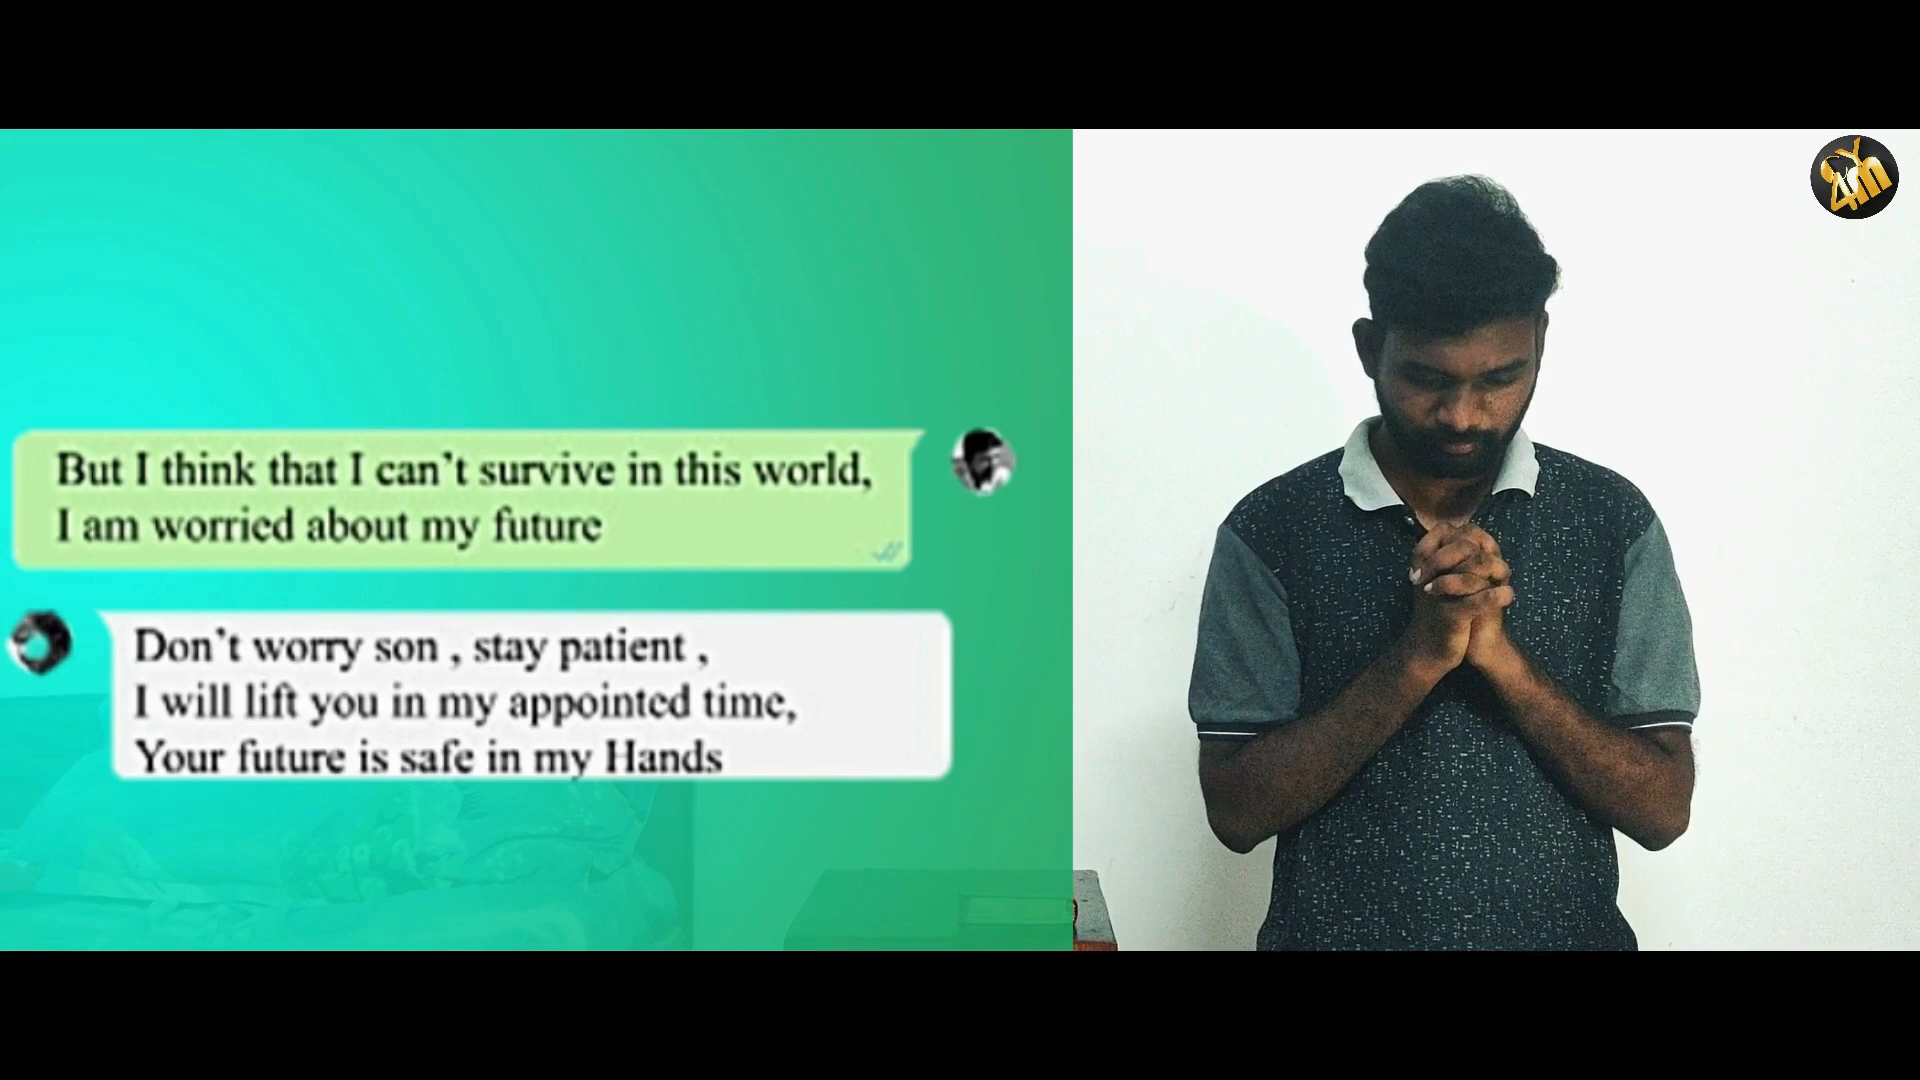 But I think that I can't survive in this world,
I am worried about my future
Don't worry son , stay patient ,
I will lift you in my appointed time,
Your future is safe in my Hands